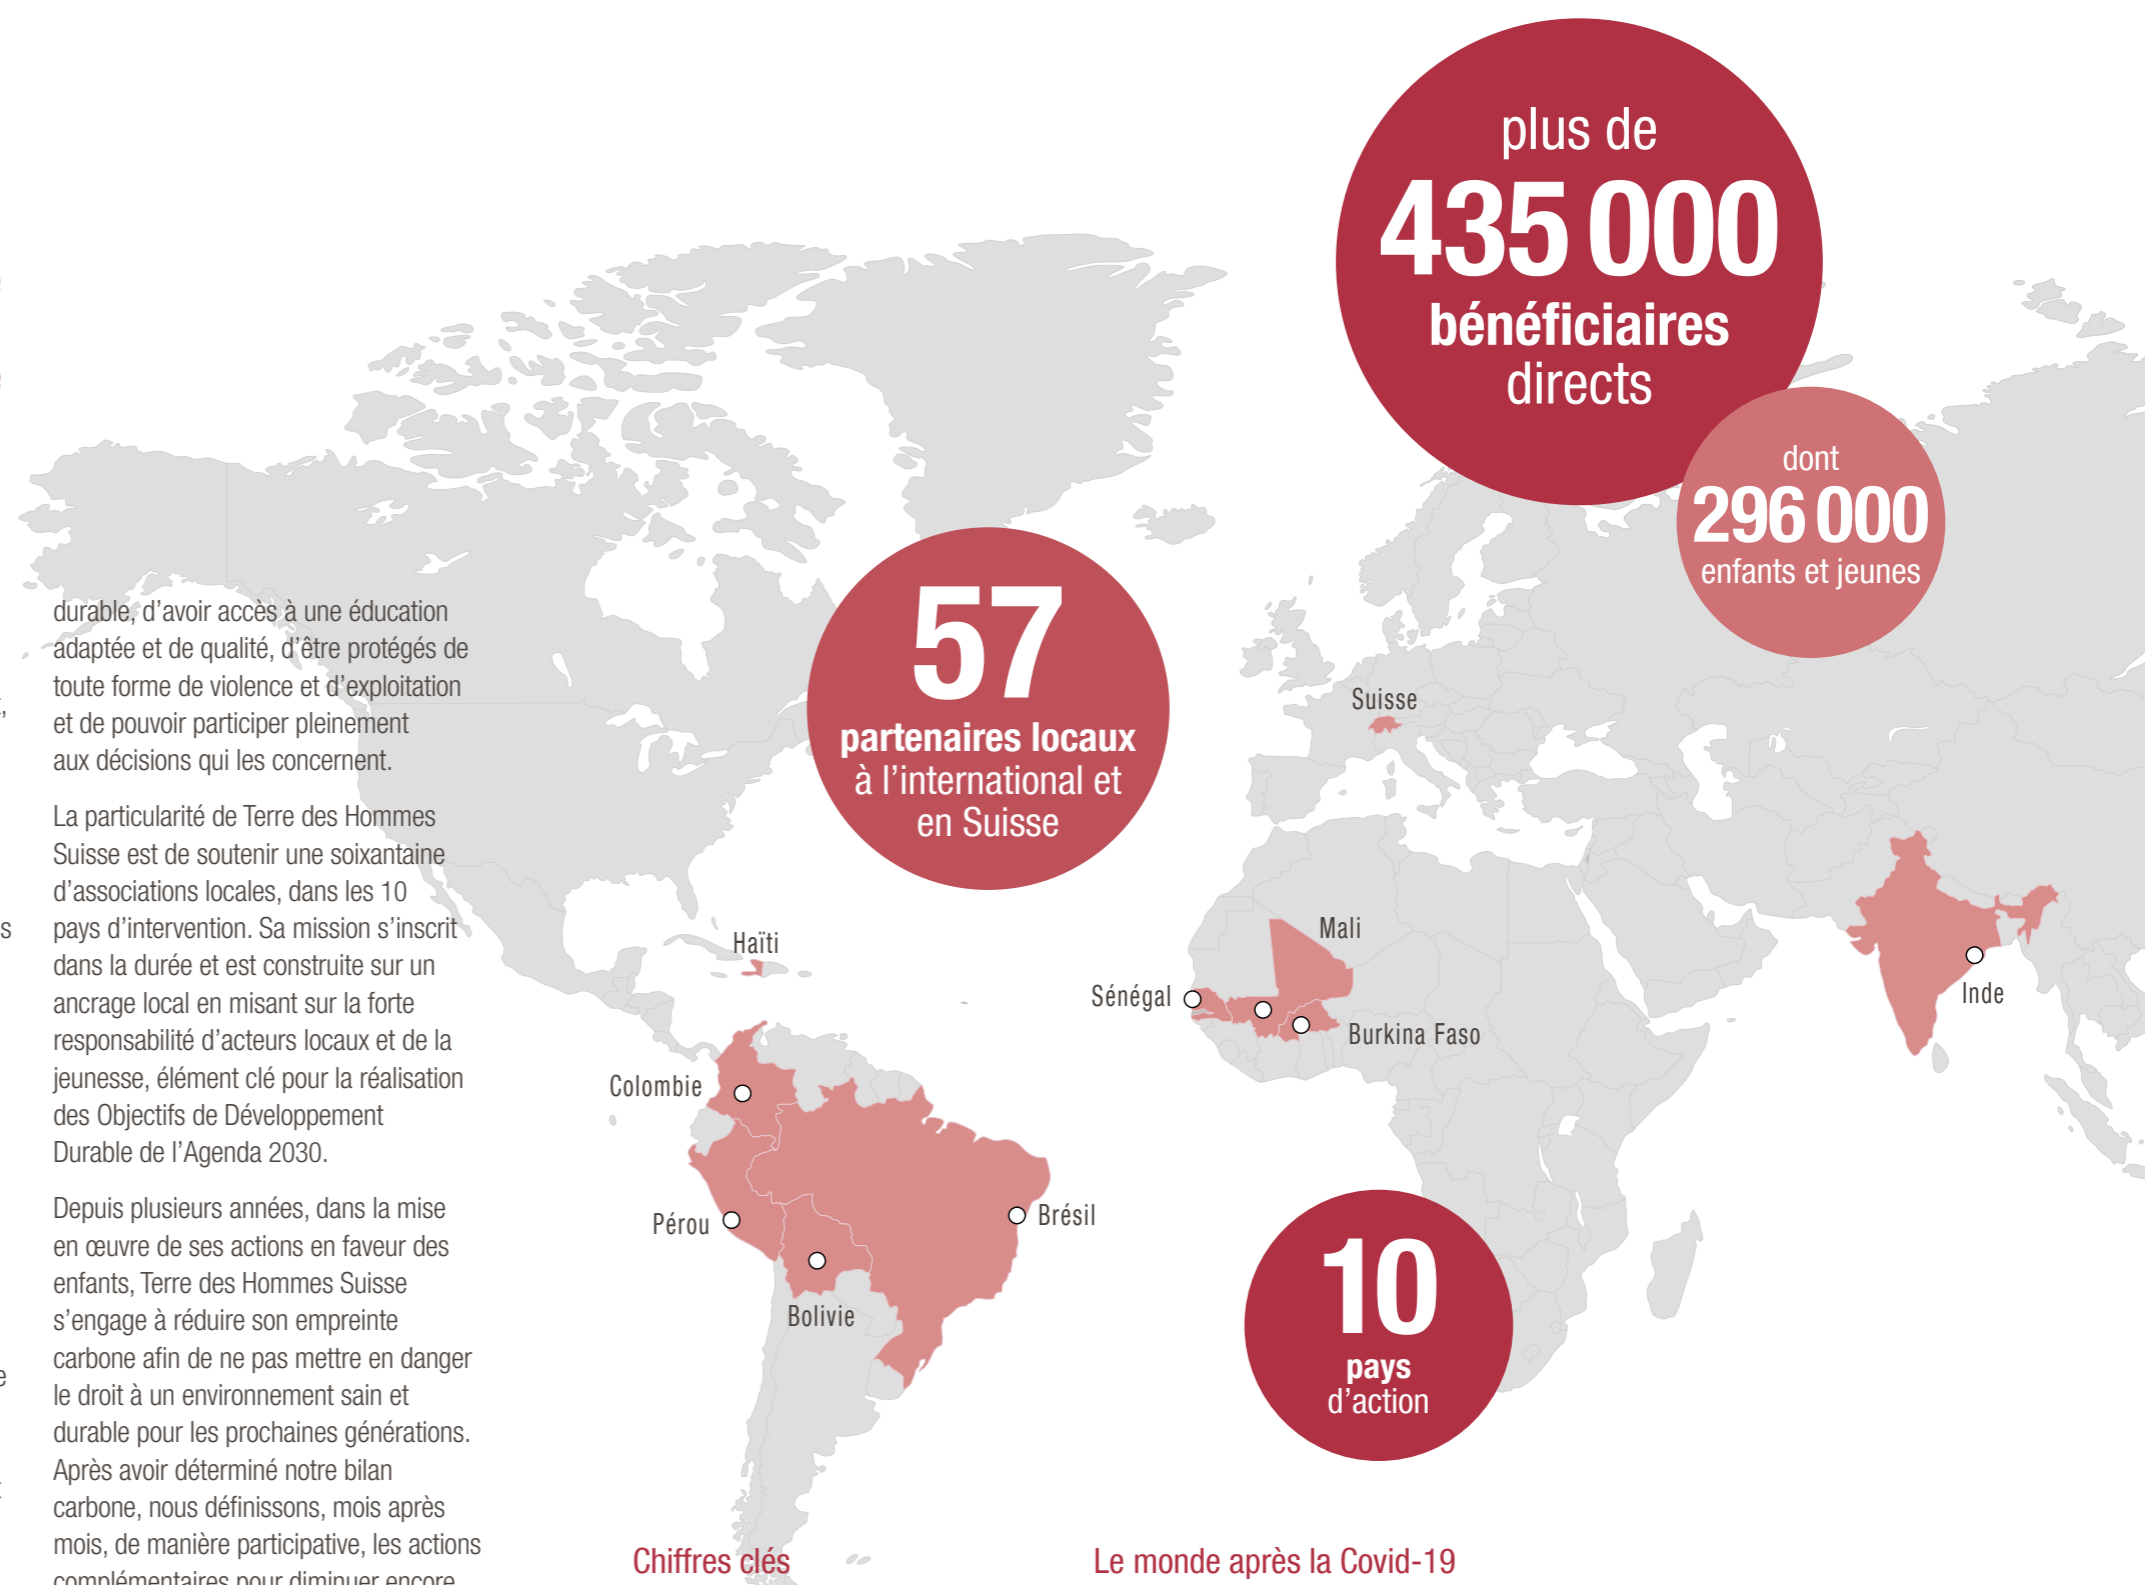 durable, d'avoir accès à une éducation
adaptée et de qualité, d'être protégés de
toute forme de violence et d'exploitation
et de pouvoir participer pleinement
aux décisions qui les concernent.
La particularité de Terre des Hommes
Suisse est de soutenir une soixantaine
d'associations locales, dans les 10
pays d'intervention. Sa mission s'inscrit
dans la durée et est construite sur un
ancrage local en misant sur la forte
responsabilité d'acteurs locaux et de la
jeunesse, élément clé pour la réalisation
des Objectifs de Développement
Durable de l'Agenda 2030.
Depuis plusieurs années, dans la mise
en œuvre de ses actions en faveur des
enfants, Terre des Hommes Suisse
s'engage à réduire son empreinte
carbone afin de ne pas mettre en danger
le droit à un environnement sain et
durable pour les prochaines générations.
Après avoir déterminé notre bilan
carbone, nous définissons, mois après
mois, de manière participative, les actions
complémentaires pour diminuer encore
plus de
435 000
bénéficiaires
directs
dont
296 000
enfants et jeunes
57
partenaires locaux
à l'international et
en Suisse
Suisse
Haïti
Mali
Sénégal
Burkina Faso
Inde
Colombie
Pérou
Brésil
Bolivie
10
pays
d'action
Chiffres clés
Le monde après la Covid-19